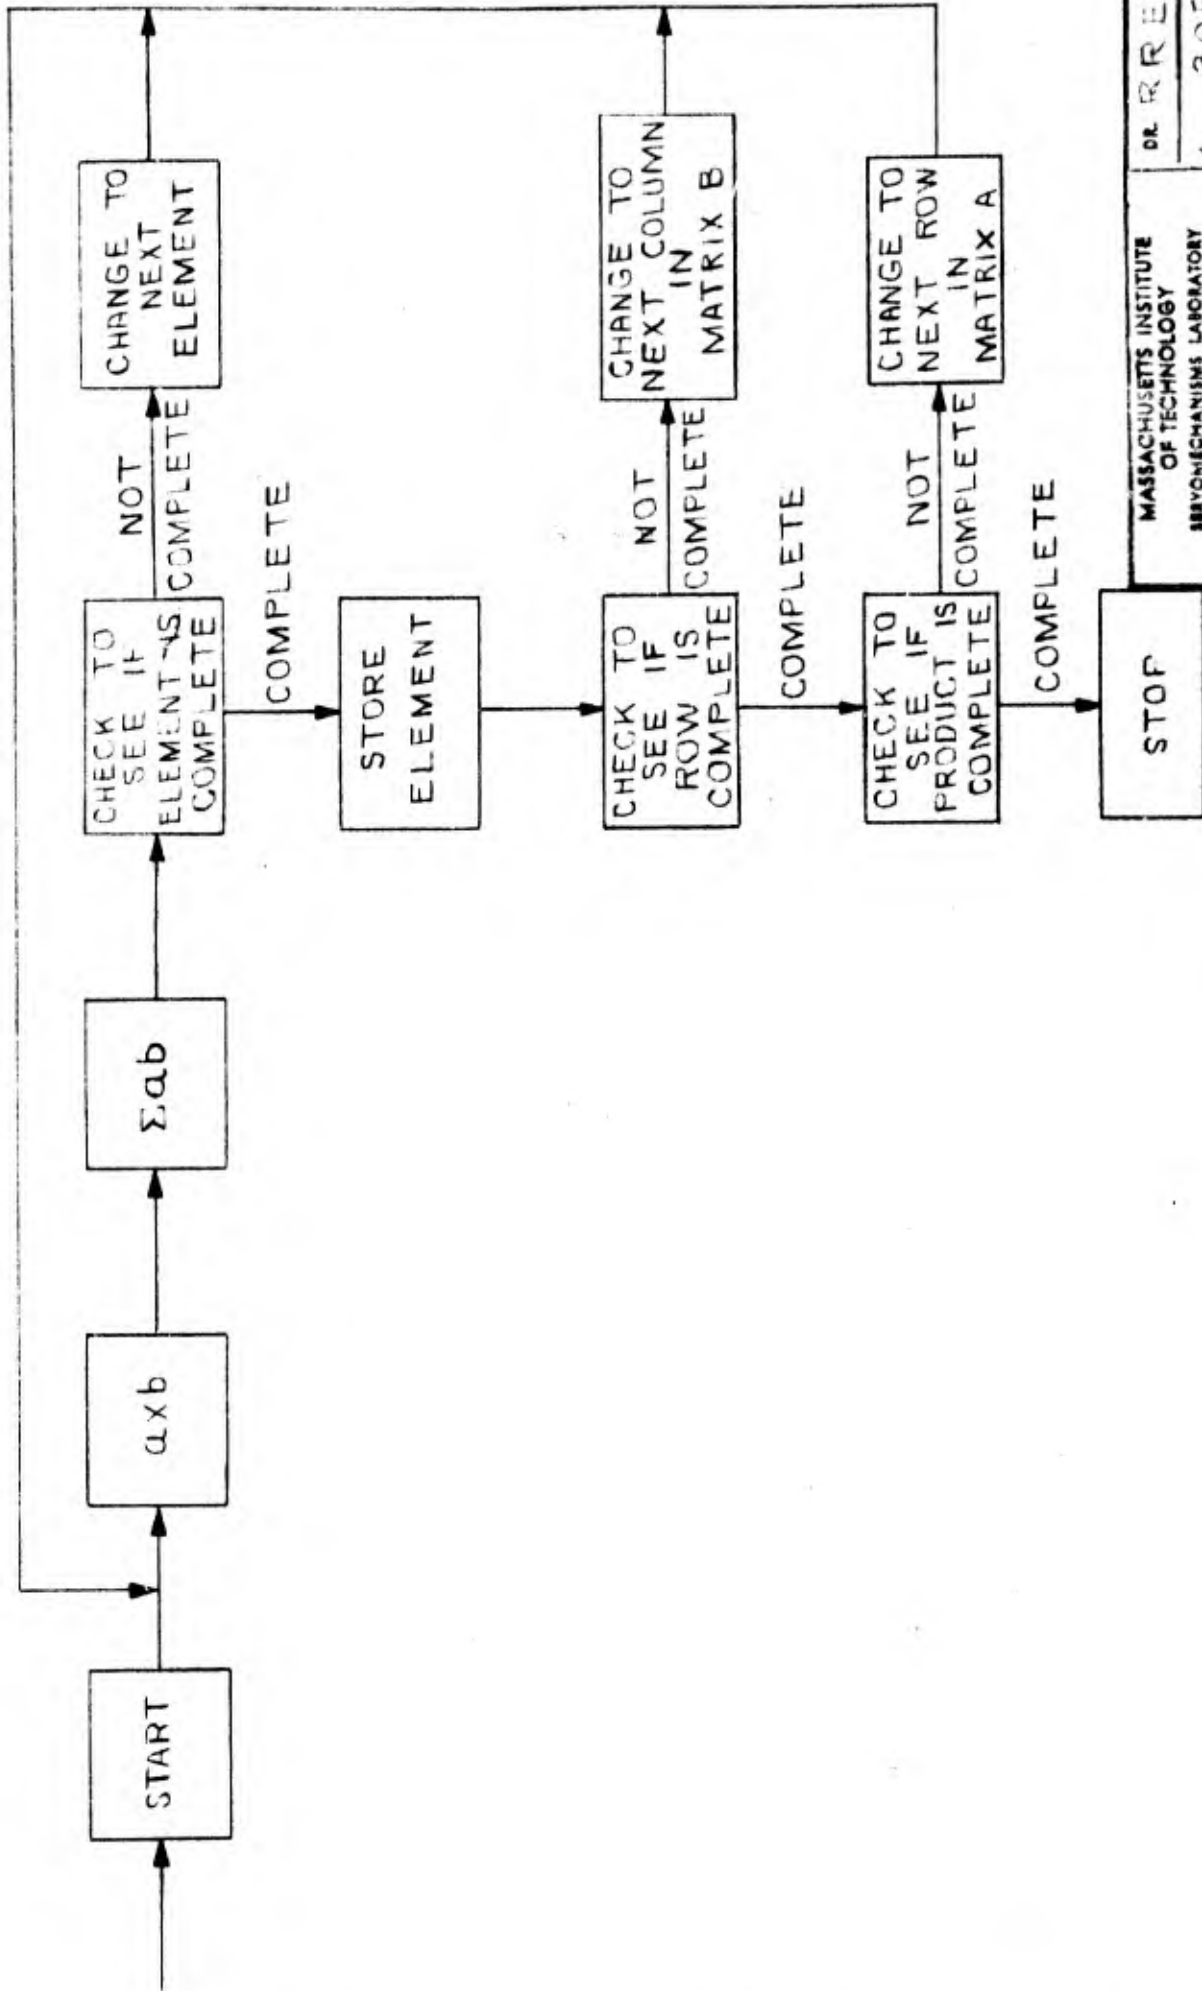 START
axb
Σab
CHECK TO
SEE IF
ELEMENT IS
COMPLETE
NOT
COMPLETE
CHANGE TO
NEXT
ELEMENT
COMPLETE
STORE
ELEMENT
CHECK TO
SEE IF
ROW IS
COMPLETE
NOT
COMPLETE
CHANGE TO
NEXT COLUMN
IN
MATRIX B
COMPLETE
CHECK TO
SEE IF
PRODUCT IS
COMPLETE
NOT
COMPLETE
CHANGE TO
NEXT ROW
IN
MATRIX A
COMPLETE
STOP
MASSACHUSETTS INSTITUTE
OF TECHNOLOGY
SERVOMECHANISMS LABORATORY
DR. R R E